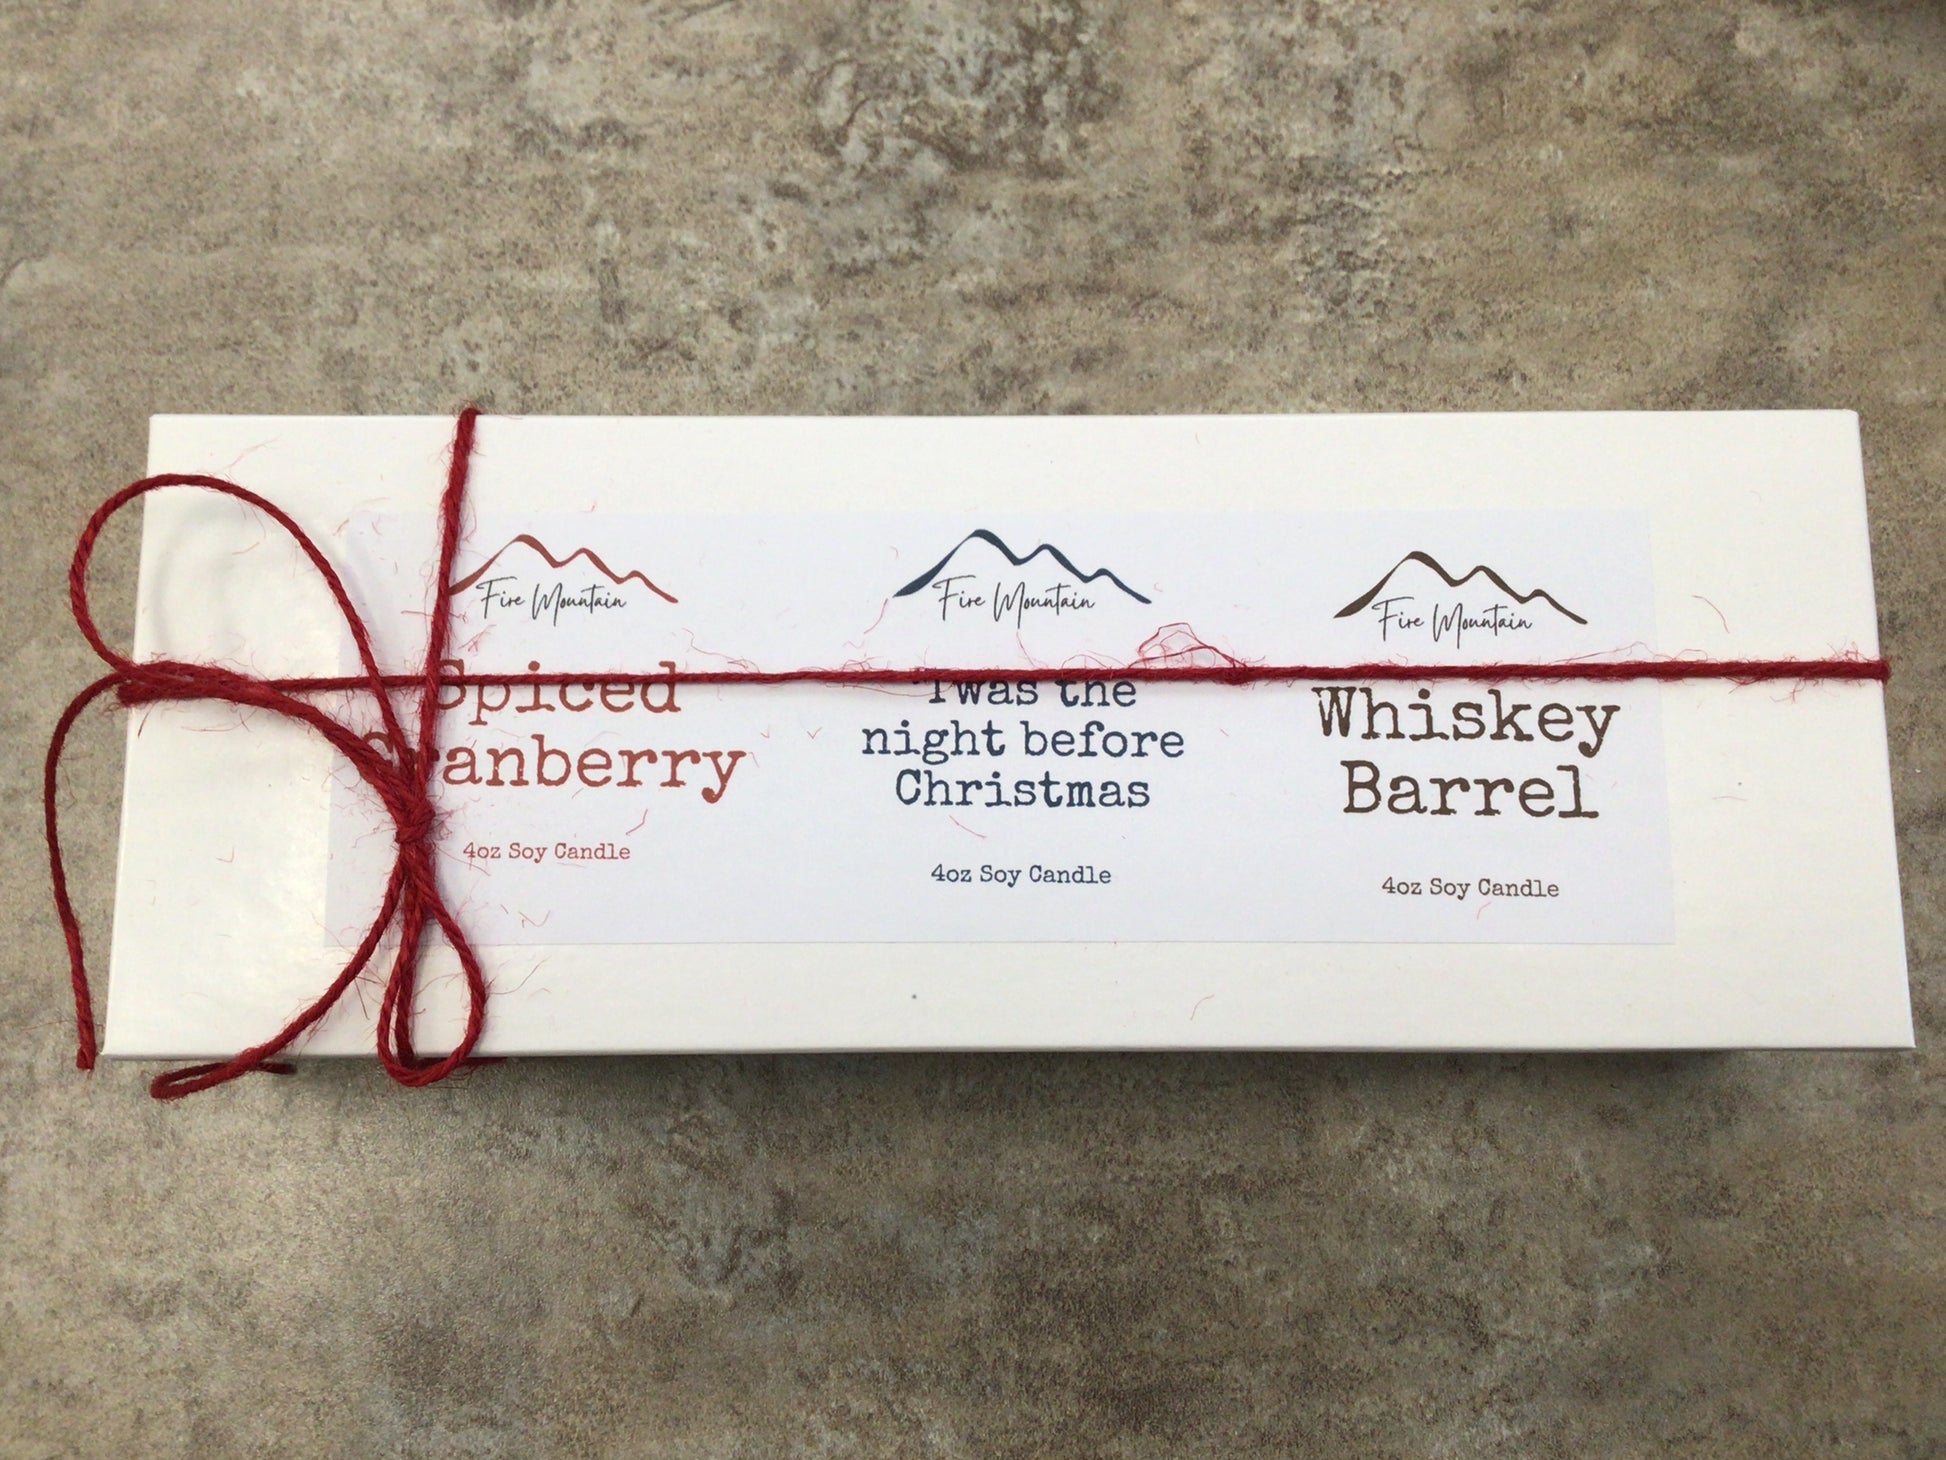 Fire Mountain
Spiced
Cranberry
4oz Soy Candle
Fire Mountain
'Twas the
night before
Christmas
4oz Soy Candle
Fire Mountain
Whiskey
Barrel
4oz Soy Candle